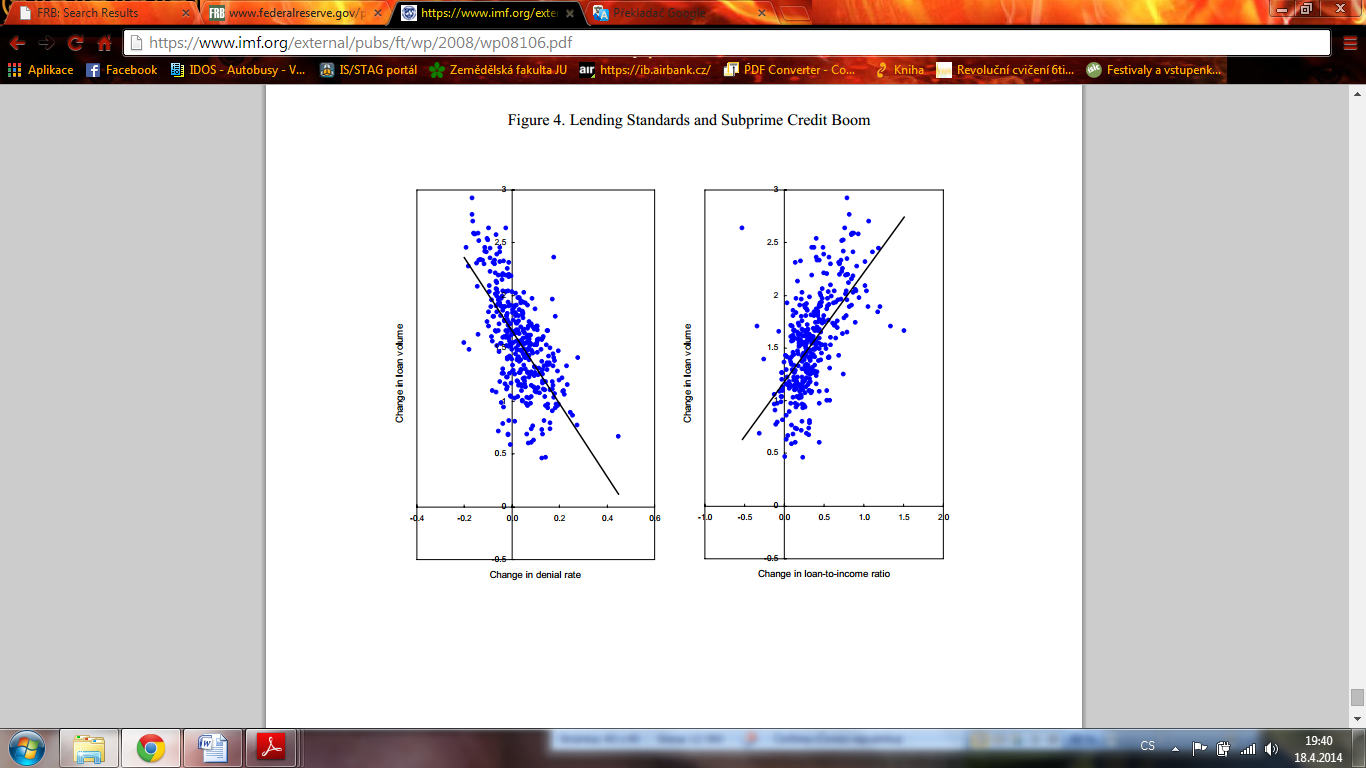 FRB: Search Results
FRB www.federalreserve.gov/p
https://www.imf.org/exte
Překladač Google
https://www.imf.org/external/pubs/ft/wp/2008/wp08106.pdf
Aplikace Facebook IDOS - Autobusy - V... IS/STAG portál Zemědělská fakulta JU air https://ib.airbank.cz/ PDF Converter - Co... Kniha Revoluční cvičení 6ti... isic Festivaly a vstupenk...
Figure 4. Lending Standards and Subprime Credit Boom
3
2.5
2
1.5
1
0.5
0
-0.5
-0.4 -0.2 0.0 0.2 0.4 0.6
Change in loan volume
Change in denial rate
3
2.5
2
1.5
1
0.5
0
-0.5
-1.0 -0.5 0.0 0.5 1.0 1.5 2.0
Change in loan volume
Change in loan-to-income ratio
CS
19:40
18.4.2014